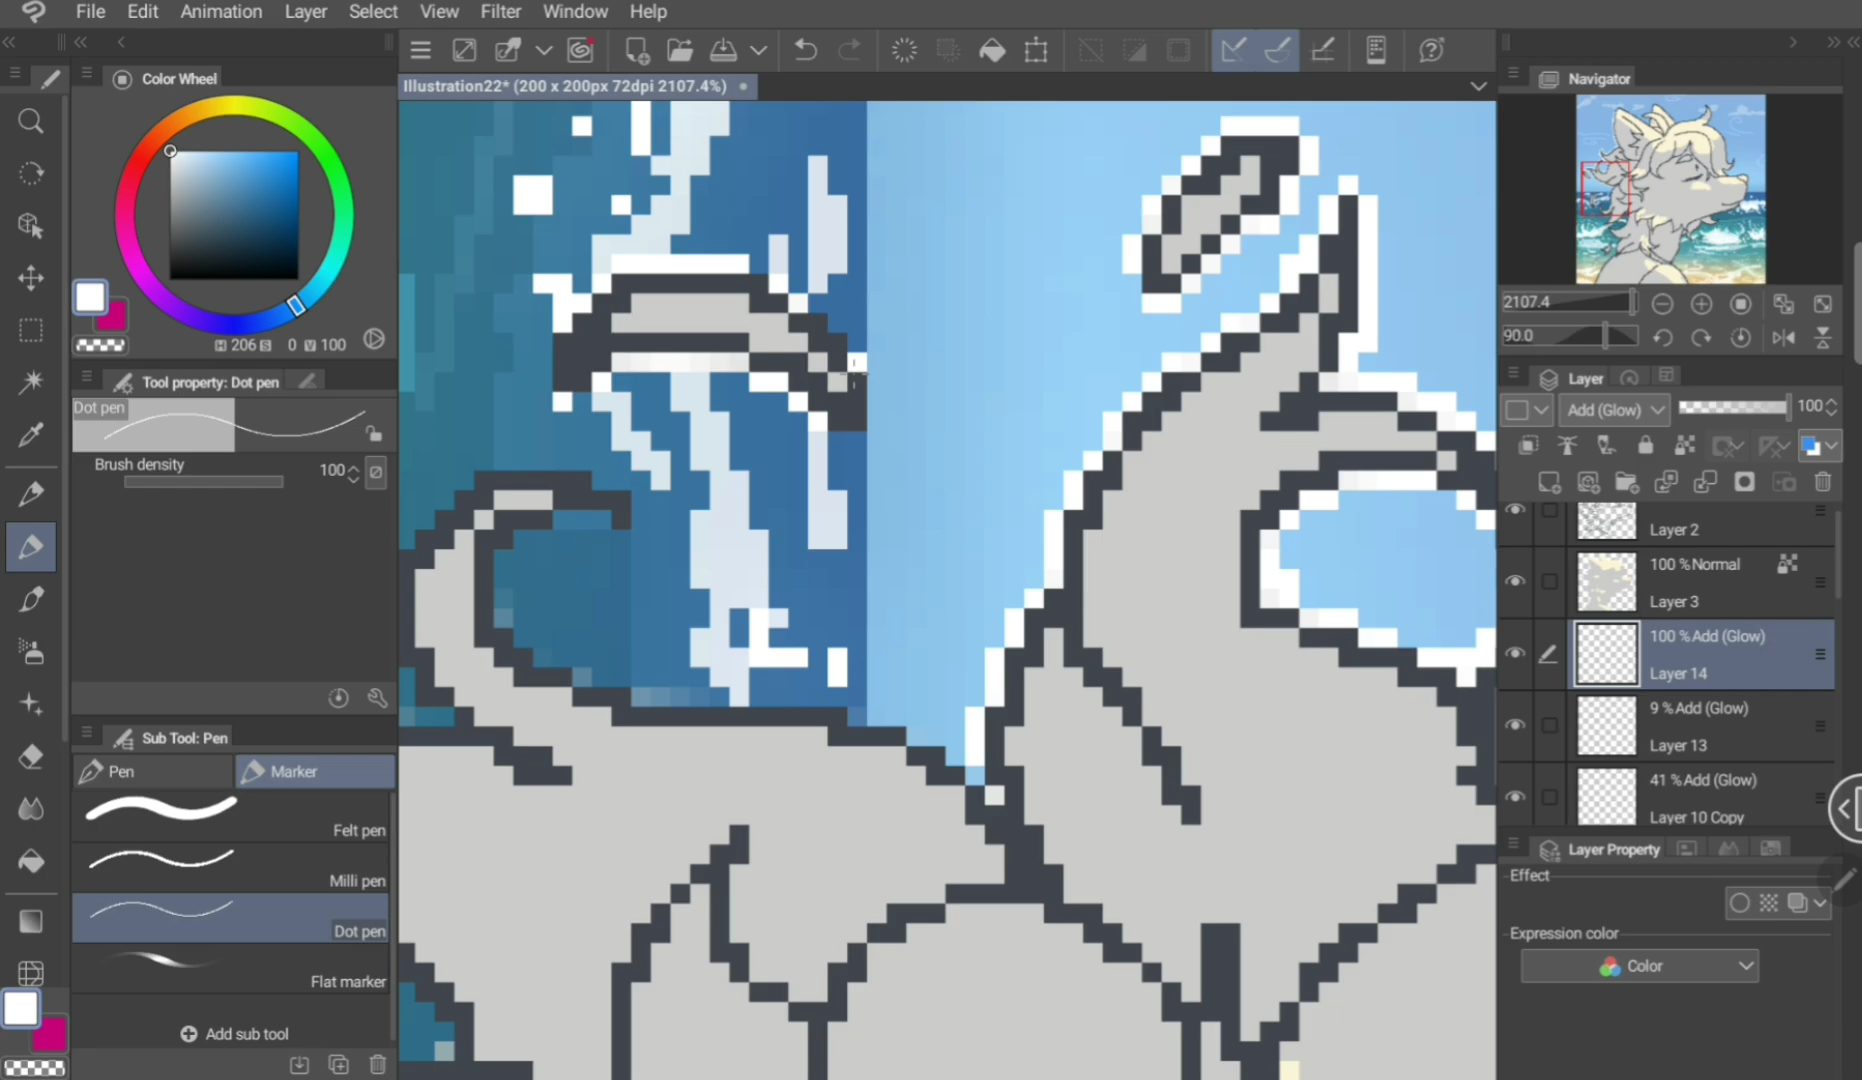 File Edit Animation Layer Select View Filter Window Help
Color Wheel
Illustration22* (200 x 200px 72dpi 2107.4%)
Navigator
H 206 S 0 V 100
2107.4
90.0
Tool property: Dot pen
Dot pen
Brush density 100
Layer
Add (Glow) 100
Layer 2
100 % Normal
Layer 3
100 % Add (Glow)
Layer 14
9 % Add (Glow)
Layer 13
41 % Add (Glow)
Layer 10 Copy
Sub Tool: Pen
Pen Marker
Felt pen
Milli pen
Dot pen
Flat marker
Add sub tool
Layer Property
Effect
Expression color
Color